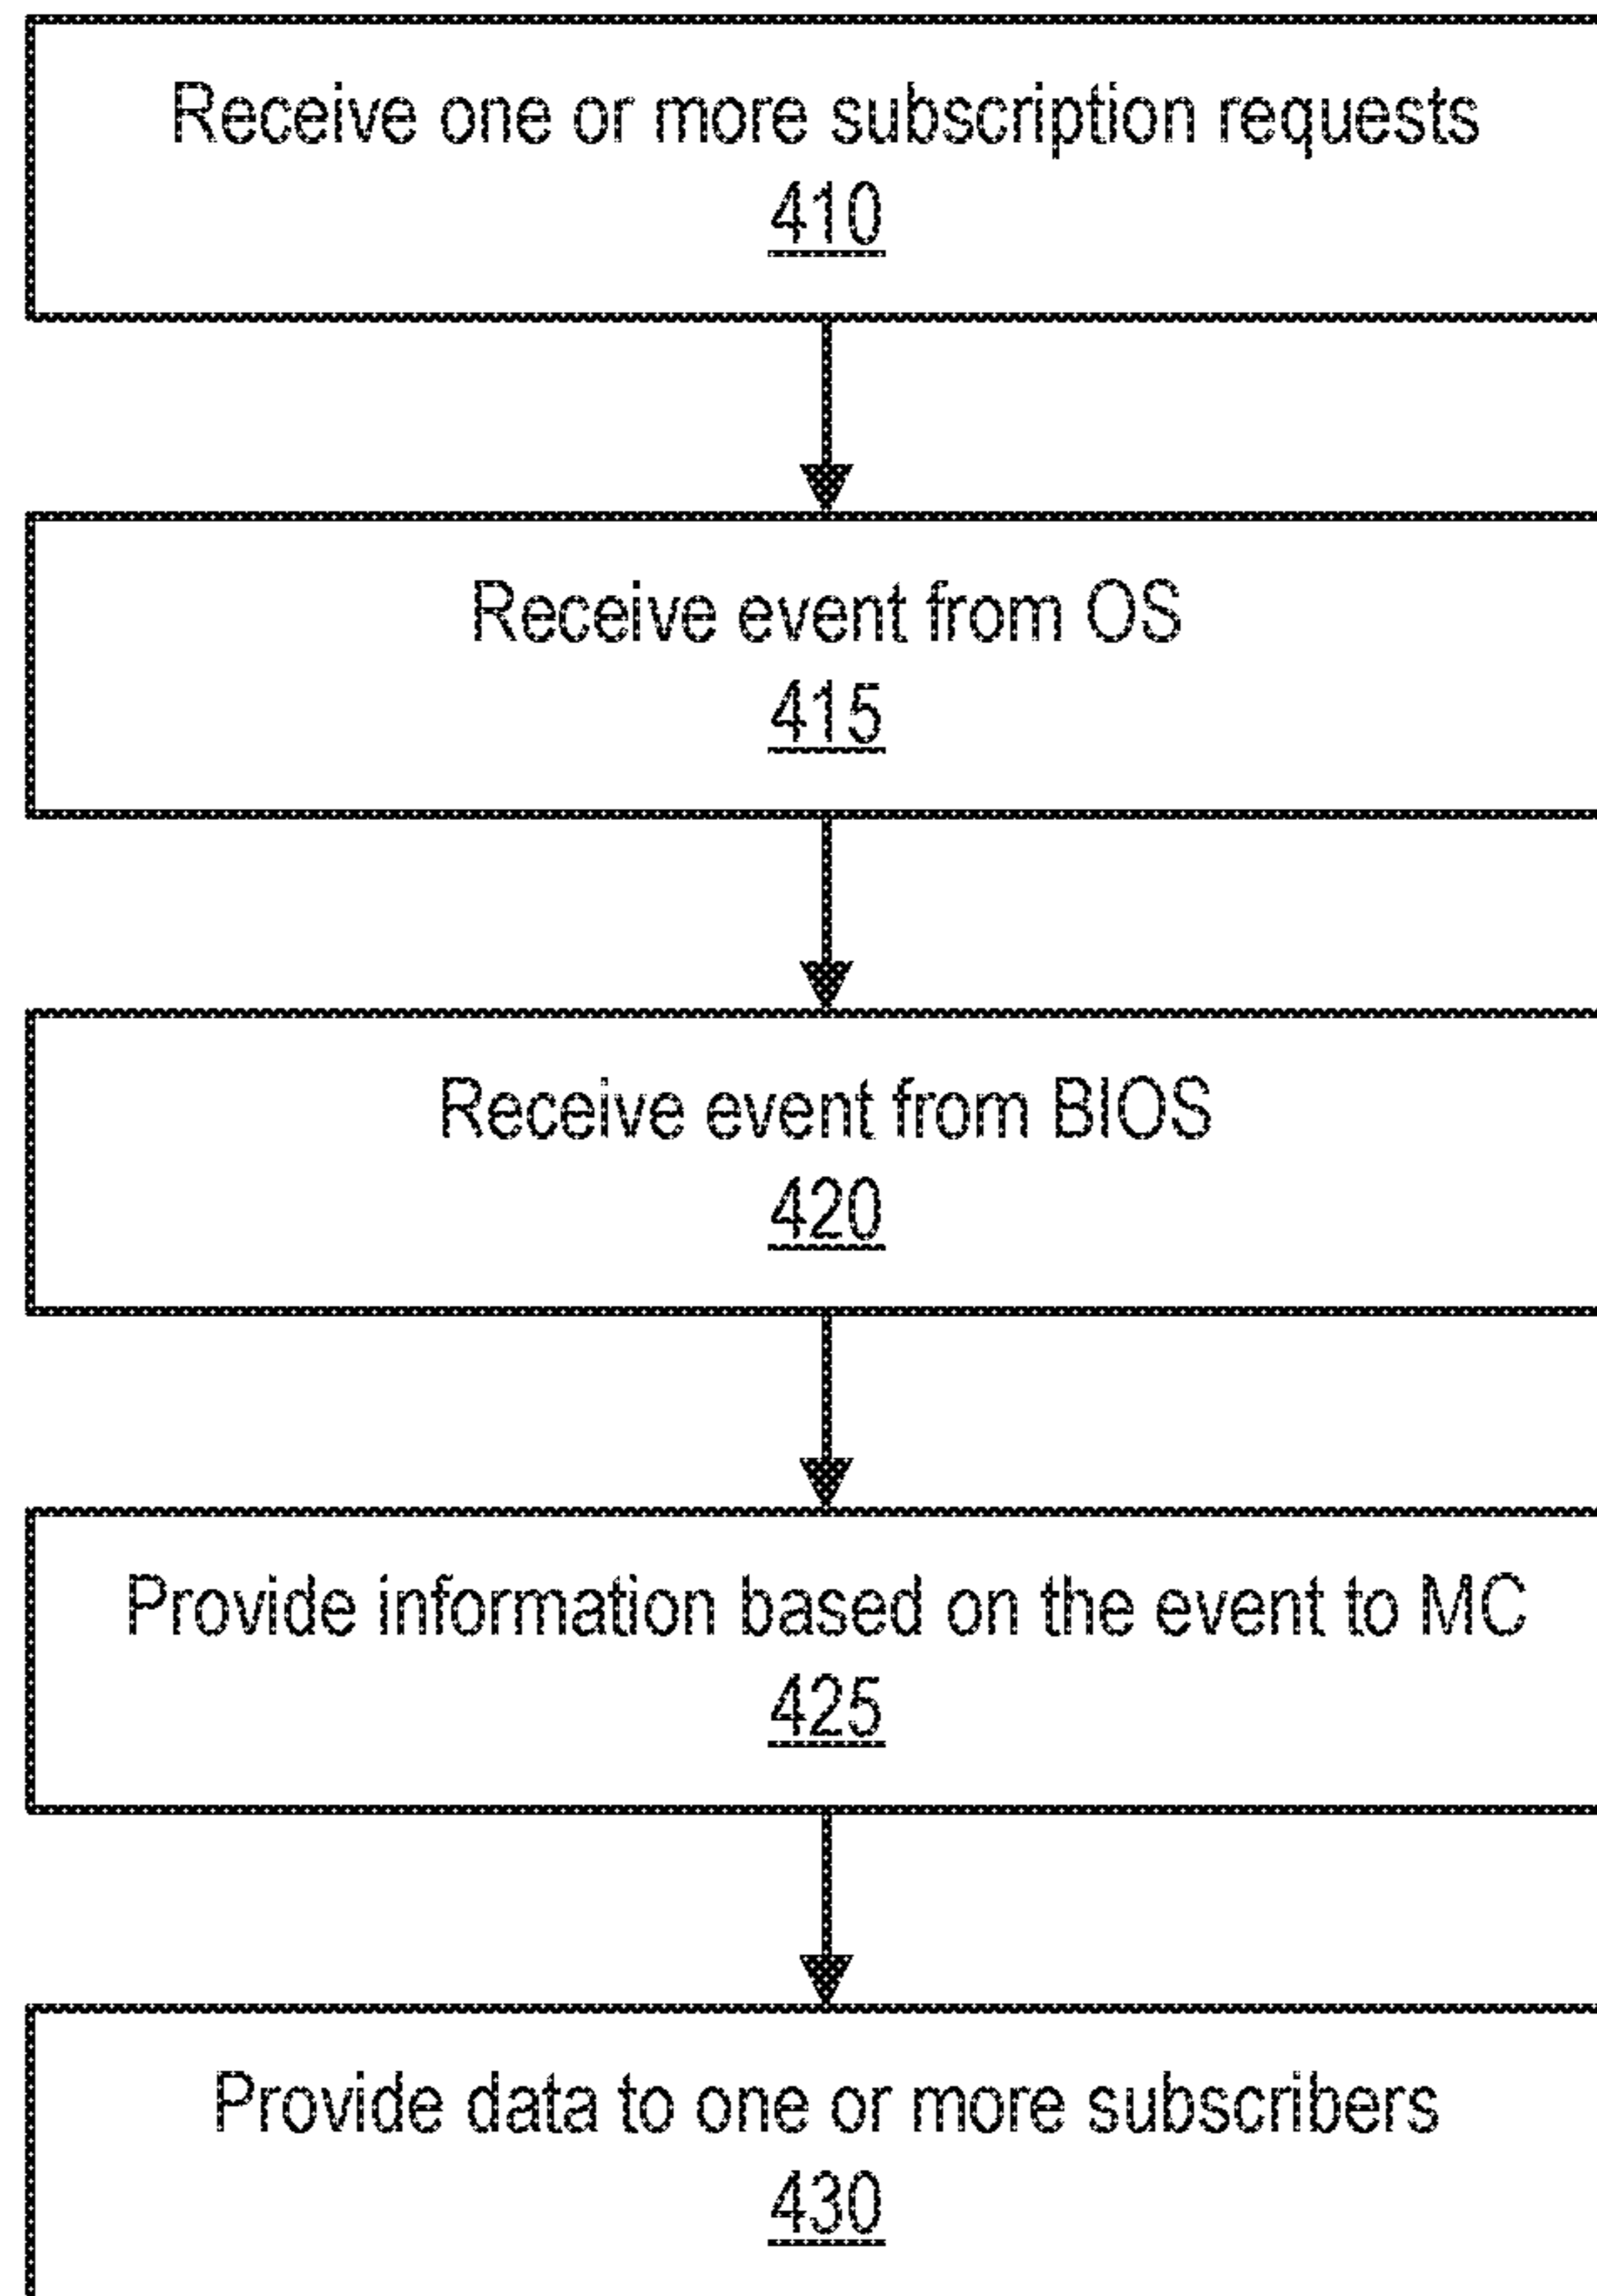 Receive one or more subscription requests
410
Receive event from OS
415
Receive event from BIOS
420
Provide information based on the event to MC
425
Provide data to one or more subscribers
430